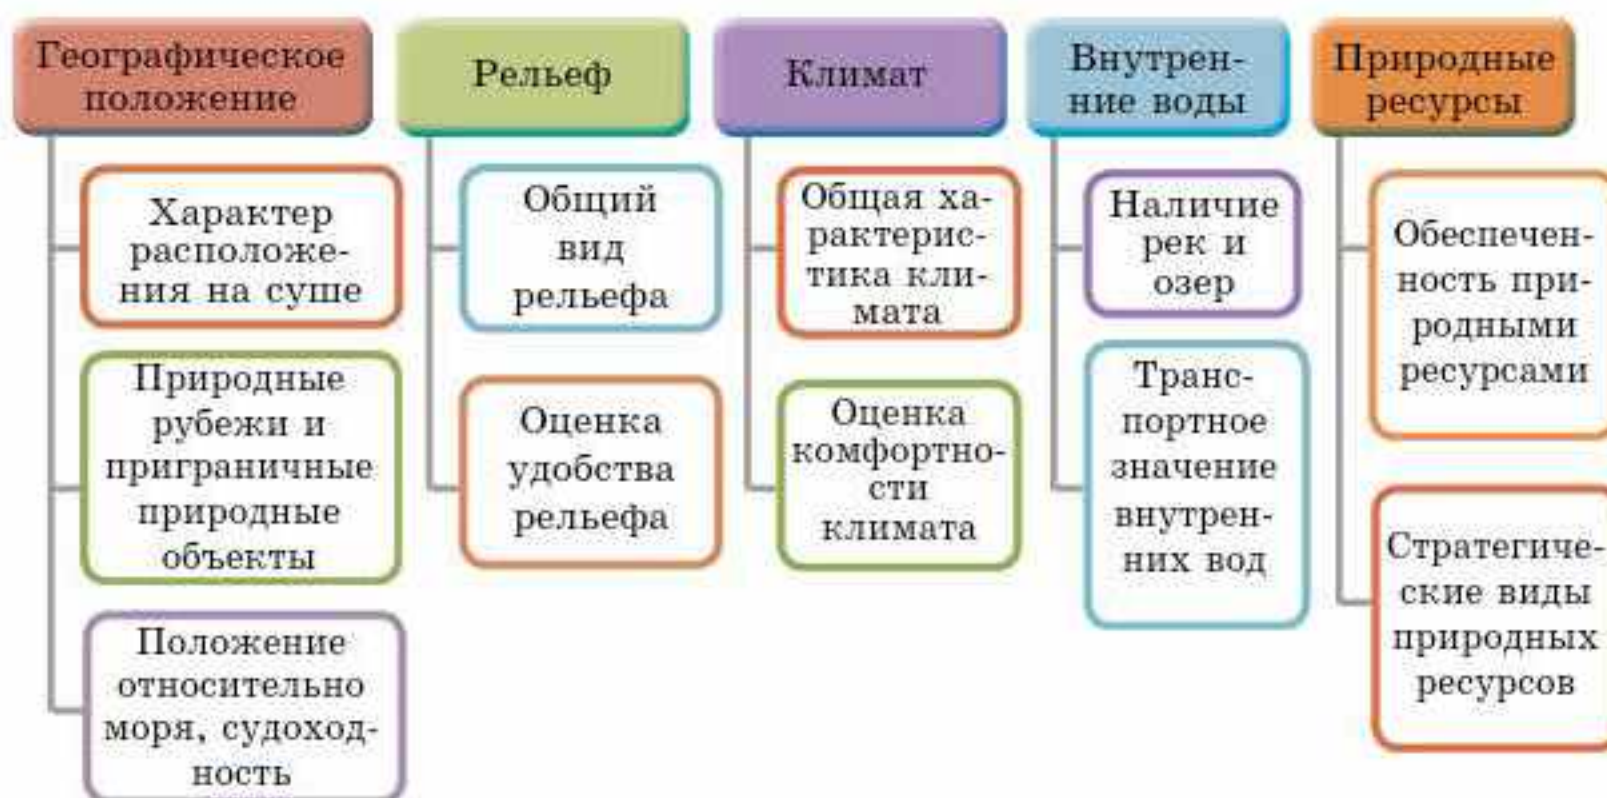 Географическое
положение
Характер
расположе-
ния на суше
Природные
рубежи и
приграничные
природные
объекты
Положение
относительно
моря, судоход-
ность
Рельеф
Общий
вид
рельефа
Оценка
удобства
рельефа
Климат
Общая ха-
рактерис-
тика кли-
мата
Оценка
комфортно-
сти
климата
Внутрен-
ние воды
Наличие
рек и
озер
Транс-
портное
значение
внутрен-
них вод
Природные
ресурсы
Обеспечен-
ность при-
родными
ресурсами
Стратегиче-
ские виды
природных
ресурсов